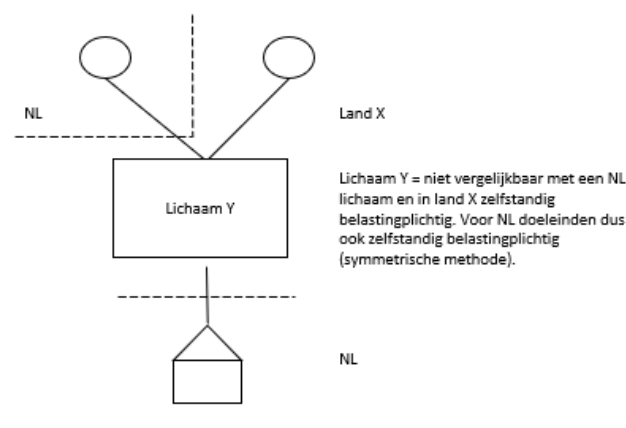 NL
Land X
Lichaam Y = niet vergelijkbaar met een NL
lichaam en in land X zelfstandig
belastingplichtig. Voor NL doeleinden dus
ook zelfstandig belastingplichtig
(symmetrische methode).
Lichaam Y
NL